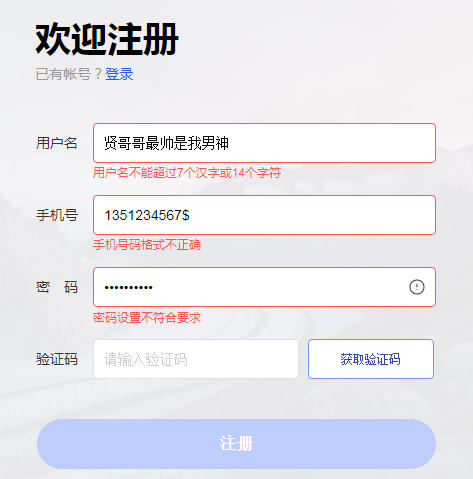 欢迎注册
已有帐号？登录
用户名 贤哥哥最帅是我男神
用户名不能超过7个汉字或14个字符
手机号 1351234567$
手机号码格式不正确
密 码 ••••••••••
密码设置不符合要求
验证码 请输入验证码 获取验证码
注册